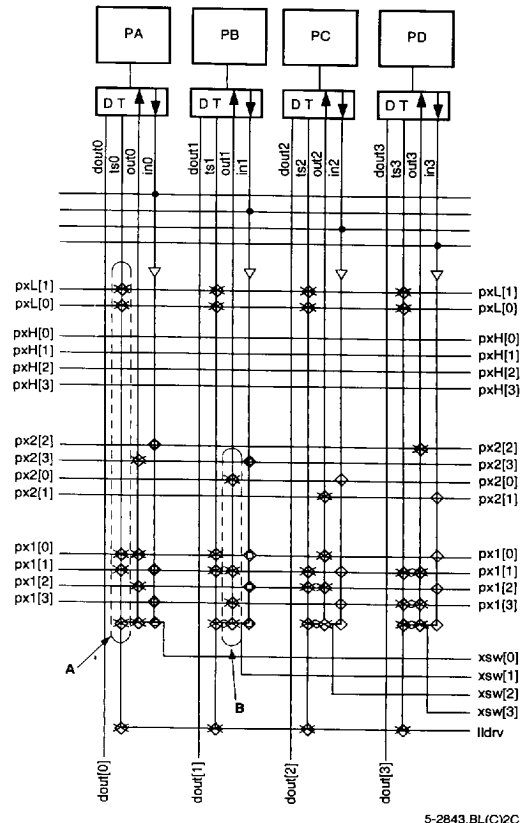 PA PB PC PD
D T D T D T D T
dout0 ts0 out0 in0 dout1 ts1 out1 in1 dout2 ts2 out2 in2 dout3 ts3 out3 in3
pxL[1] pxL[1]
pxL[0] pxL[0]
pxH[0] pxH[0]
pxH[1] pxH[1]
pxH[2] pxH[2]
pxH[3] pxH[3]
px2[2] px2[2]
px2[3] px2[3]
px2[0] px2[0]
px2[1] px2[1]
px1[0] px1[0]
px1[1] px1[1]
px1[2] px1[2]
px1[3] px1[3]
xsw[0]
A
xsw[1]
B
xsw[2]
xsw[3]
lldrv
dout[0] dout[1] dout[2] dout[3]
5-2843.BL(C)2C